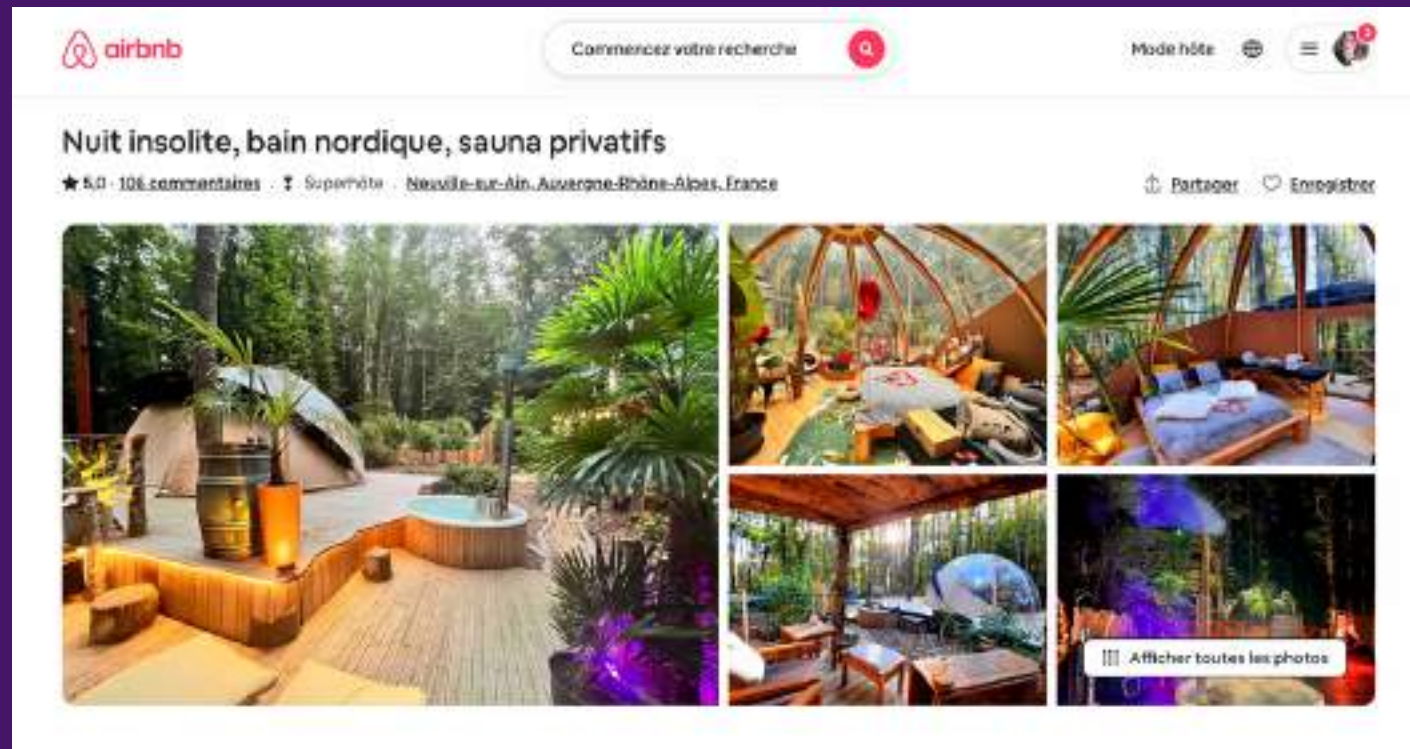 airbnb
Commencez votre recherche
Mode hôte
Nuit insolite, bain nordique, sauna privatifs
★ 5,0 · 106 commentaires · Superhôte · Neuville-sur-Ain, Auvergne-Rhône-Alpes, France
Partager
Enregistrer
Afficher toutes les photos